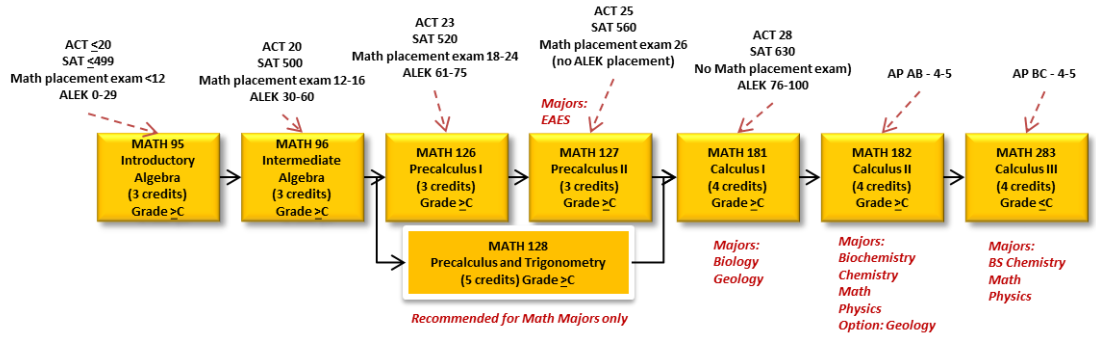 ACT ≤20
SAT ≤499
Math placement exam <12
ALEK 0-29
ACT 20
SAT 500
Math placement exam 12-16
ALEK 30-60
ACT 23
SAT 520
Math placement exam 18-24
ALEK 61-75
ACT 25
SAT 560
Math placement exam 26
(no ALEK placement)
ACT 28
SAT 630
No Math placement exam)
ALEK 76-100
AP AB - 4-5
AP BC - 4-5
Majors:
EAES
MATH 95
Introductory
Algebra
(3 credits)
Grade ≥C
MATH 96
Intermediate
Algebra
(3 credits)
Grade ≥C
MATH 126
Precalculus I
(3 credits)
Grade ≥C
MATH 127
Precalculus II
(3 credits)
Grade ≥C
MATH 181
Calculus I
(4 credits)
Grade ≥C
MATH 182
Calculus II
(4 credits)
Grade ≥C
MATH 283
Calculus III
(4 credits)
Grade ≤C
MATH 128
Precalculus and Trigonometry
(5 credits) Grade ≥C
Recommended for Math Majors only
Majors:
Biology
Geology
Majors:
Biochemistry
Chemistry
Math
Physics
Option: Geology
Majors:
BS Chemistry
Math
Physics